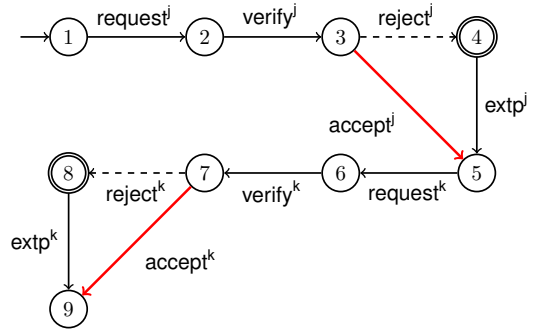 request^j verify^j reject^j
1 2 3 4
accept^j extp^j
8 7 6 5
reject^k verify^k request^k
extp^k accept^k
9